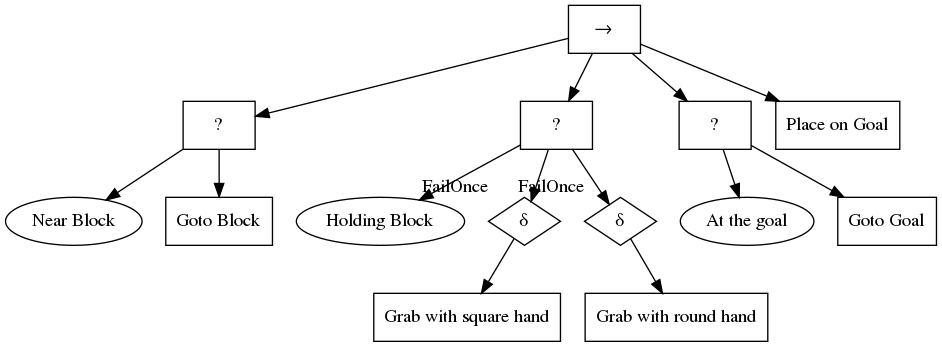 →
?
?
?
Place on Goal
FailOnce
FailOnce
Near Block
Goto Block
Holding Block
δ
δ
At the goal
Goto Goal
Grab with square hand
Grab with round hand